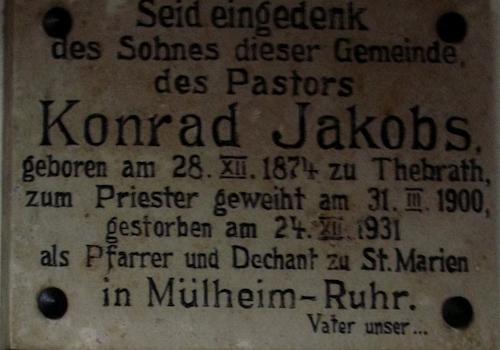 Seid eingedenk
des Sohnes dieser Gemeinde,
des Pastors
Konrad Jakobs,
geboren am 28. XII. 1874 zu Thebrath,
zum Priester geweiht am 31. III. 1900,
gestorben am 24. XII. 1931
als Pfarrer und Dechant zu St. Marien
in Mülheim-Ruhr.
Vater unser...